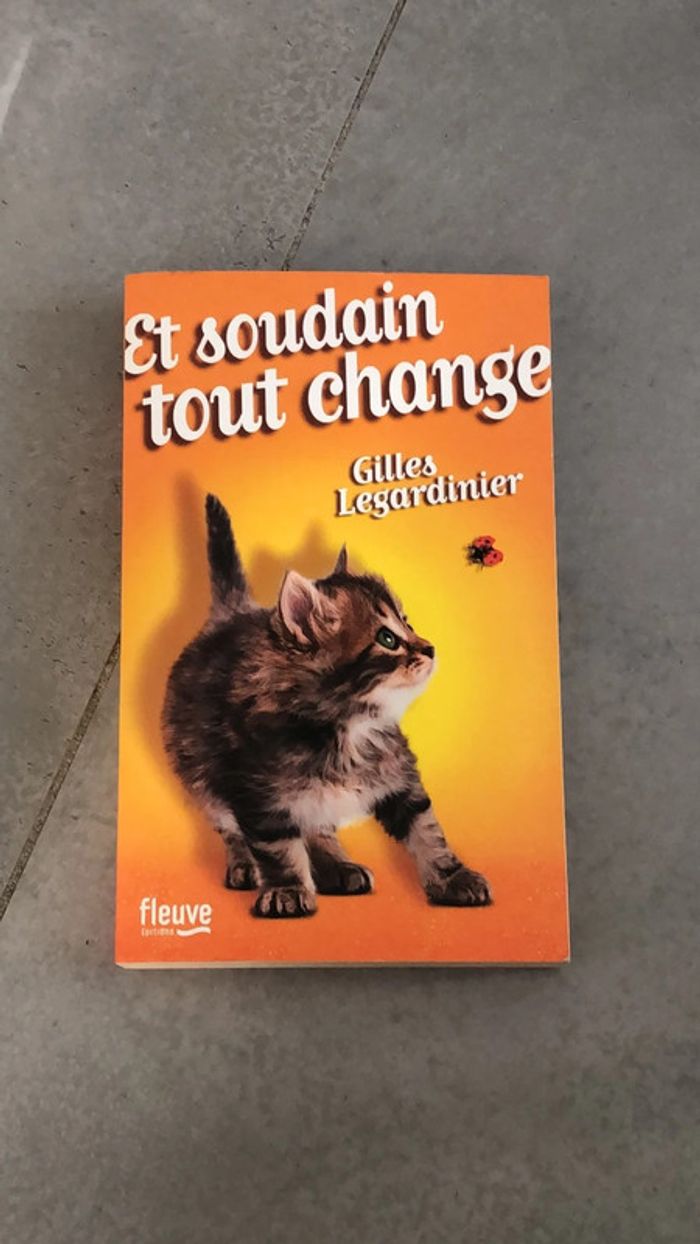 Et soudain
tout change
Gilles
Legardinier
fleuve
ÉDITIONS